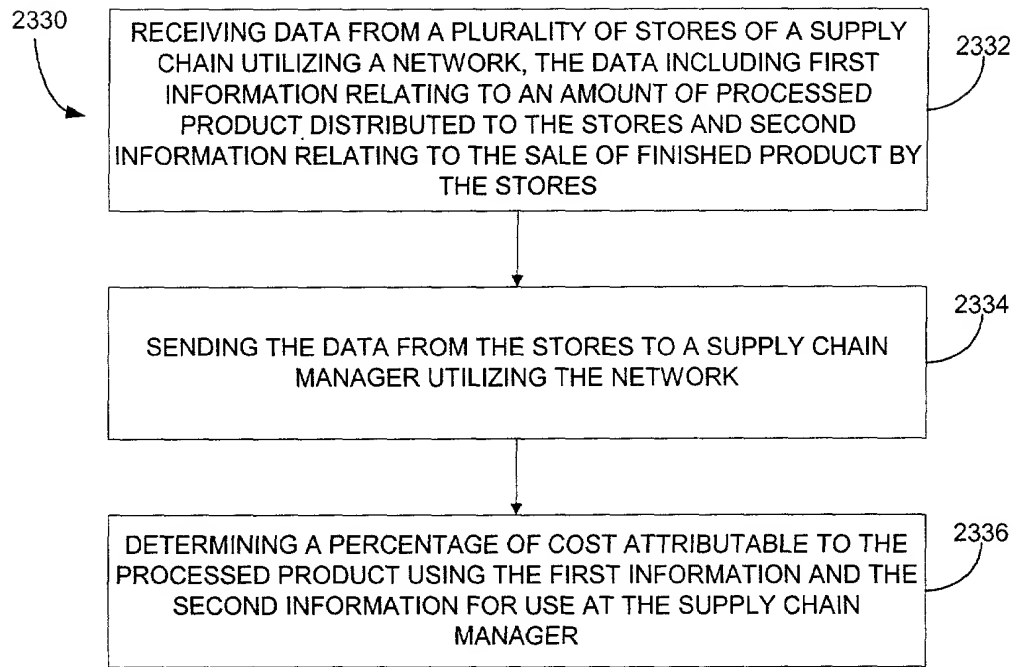 2330
RECEIVING DATA FROM A PLURALITY OF STORES OF A SUPPLY
CHAIN UTILIZING A NETWORK, THE DATA INCLUDING FIRST
INFORMATION RELATING TO AN AMOUNT OF PROCESSED
PRODUCT DISTRIBUTED TO THE STORES AND SECOND
INFORMATION RELATING TO THE SALE OF FINISHED PRODUCT BY
THE STORES
2332
SENDING THE DATA FROM THE STORES TO A SUPPLY CHAIN
MANAGER UTILIZING THE NETWORK
2334
DETERMINING A PERCENTAGE OF COST ATTRIBUTABLE TO THE
PROCESSED PRODUCT USING THE FIRST INFORMATION AND THE
SECOND INFORMATION FOR USE AT THE SUPPLY CHAIN
MANAGER
2336